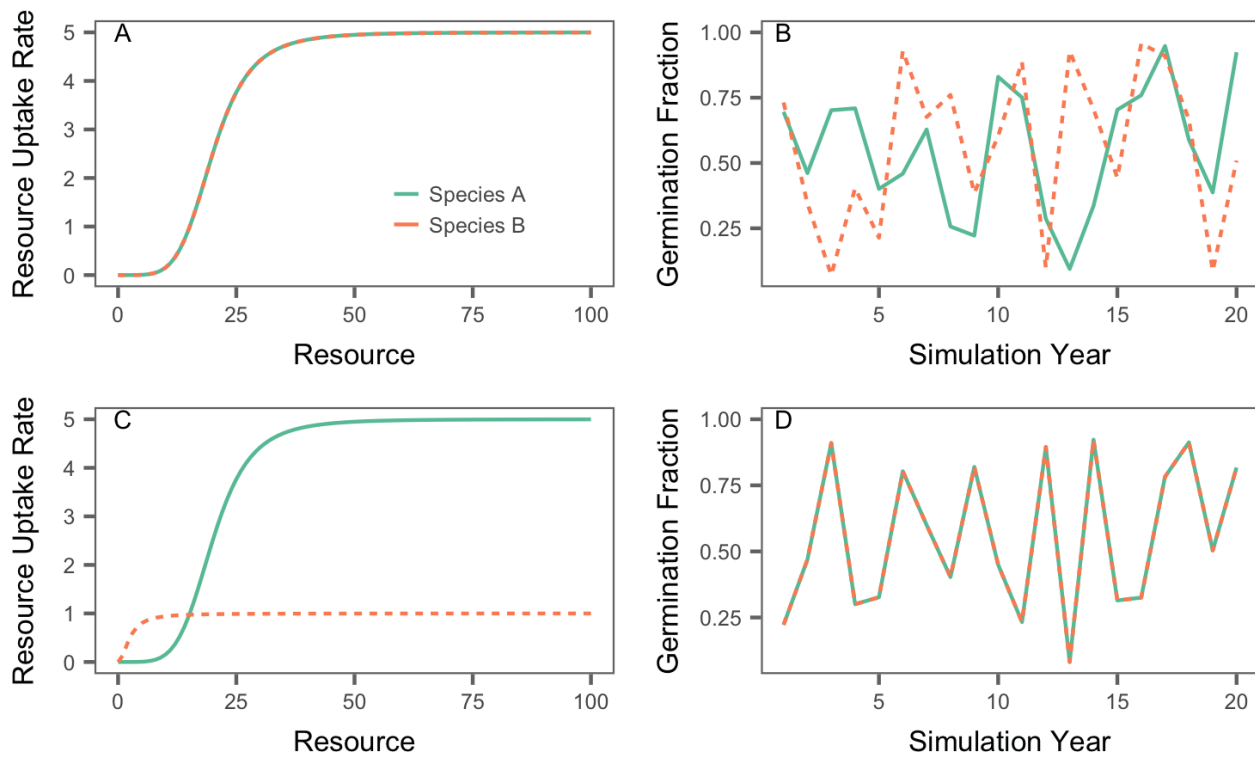 A
Resource Uptake Rate
5
4
3
2
1
0
Species A
Species B
0 25 50 75 100
Resource
B
Germination Fraction
1.00
0.75
0.50
0.25
5 10 15 20
Simulation Year
C
Resource Uptake Rate
5
4
3
2
1
0
0 25 50 75 100
Resource
D
Germination Fraction
1.00
0.75
0.50
0.25
5 10 15 20
Simulation Year